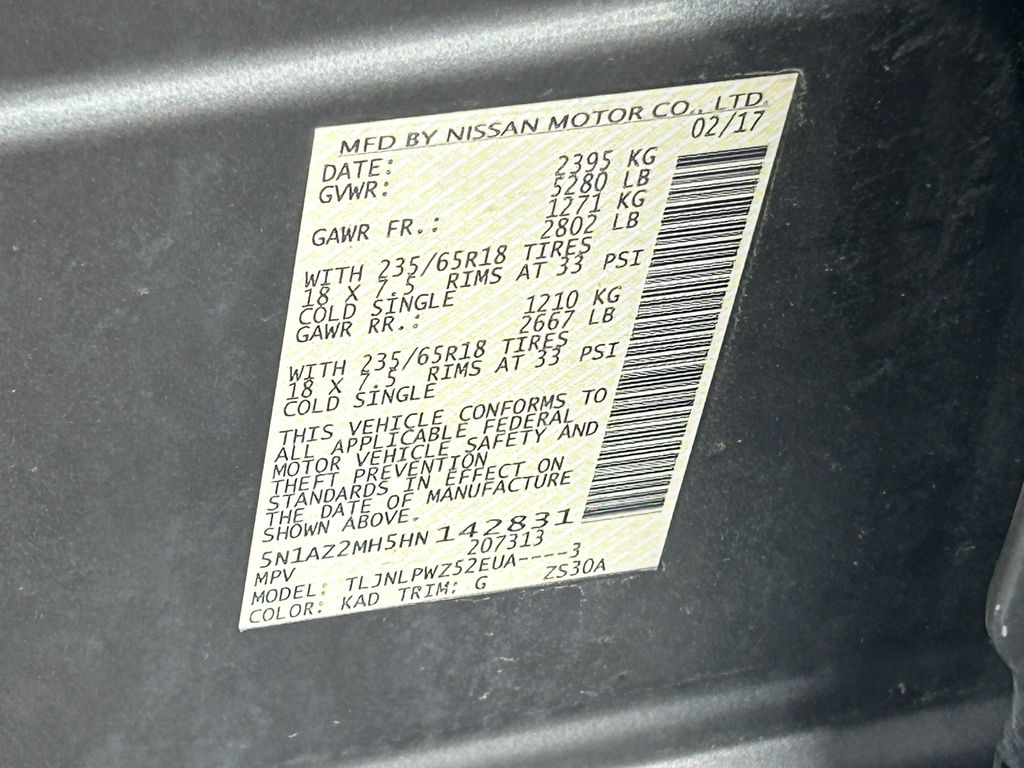 MFD BY NISSAN MOTOR CO., LTD.
DATE: 02/17
GVWR: 2395 KG
5280 LB
GAWR FR.: 1271 KG
2802 LB
WITH 235/65R18 TIRES
18 X 7.5 RIMS AT 33 PSI
COLD SINGLE
GAWR RR.: 1210 KG
2667 LB
WITH 235/65R18 TIRES
18 X 7.5 RIMS AT 33 PSI
COLD SINGLE
THIS VEHICLE CONFORMS TO
ALL APPLICABLE FEDERAL
MOTOR VEHICLE SAFETY AND
THEFT PREVENTION
STANDARDS IN EFFECT ON
THE DATE OF MANUFACTURE
SHOWN ABOVE.
5N1AZ2MH5HN142831
MPV 207313
MODEL: TLJNLPWZ52EUA----3
COLOR: KAD TRIM: G ZS30A